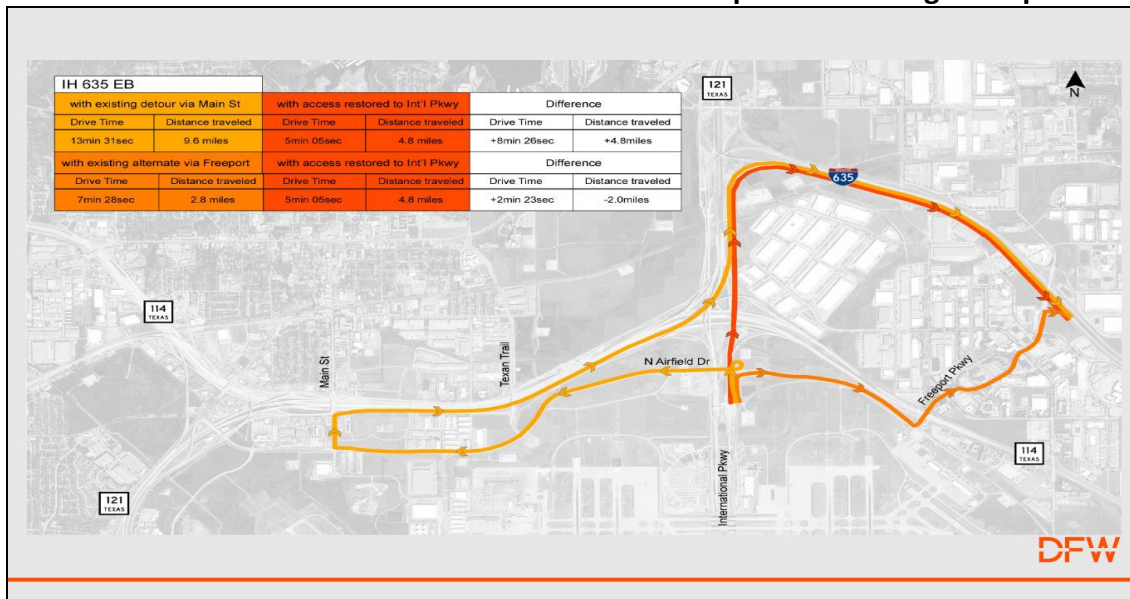 IH 635 EB
with existing detour via Main St with access restored to Int'l Pkwy Difference
Drive Time Distance traveled Drive Time Distance traveled Drive Time Distance traveled
13min 31sec 9.6 miles 5min 05sec 4.8 miles +8min 26sec +4.8miles
with existing alternate via Freeport with access restored to Int'l Pkwy Difference
Drive Time Distance traveled Drive Time Distance traveled Drive Time Distance traveled
7min 28sec 2.8 miles 5min 05sec 4.8 miles +2min 23sec -2.0miles
121
TEXAS
N
635
114
TEXAS
Main St
Texan Trail
N Airfield Dr
Freeport Pkwy
International Pkwy
114
TEXAS
121
TEXAS
DFW